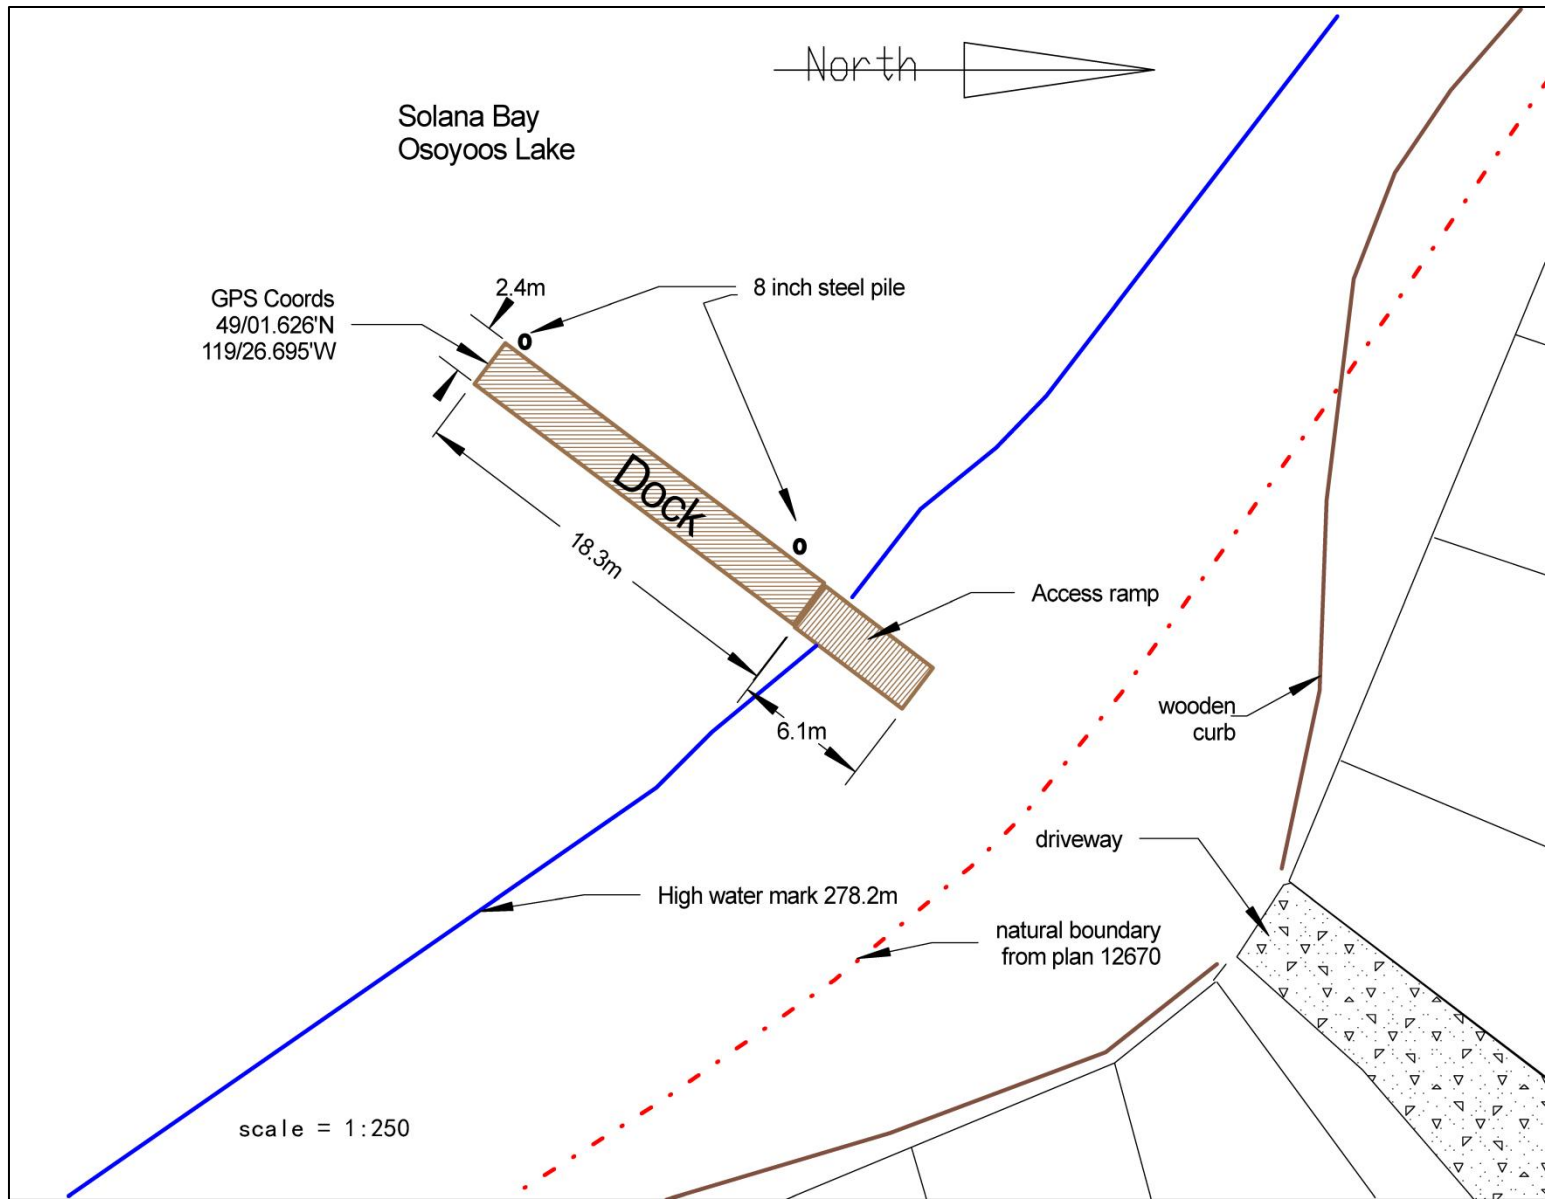 North
Solana Bay
Osoyoos Lake
2.4m
8 inch steel pile
GPS Coords
49/01.626'N
119/26.695'W
Dock
18.3m
Access ramp
6.1m
wooden
curb
driveway
High water mark 278.2m
natural boundary
from plan 12670
scale = 1:250